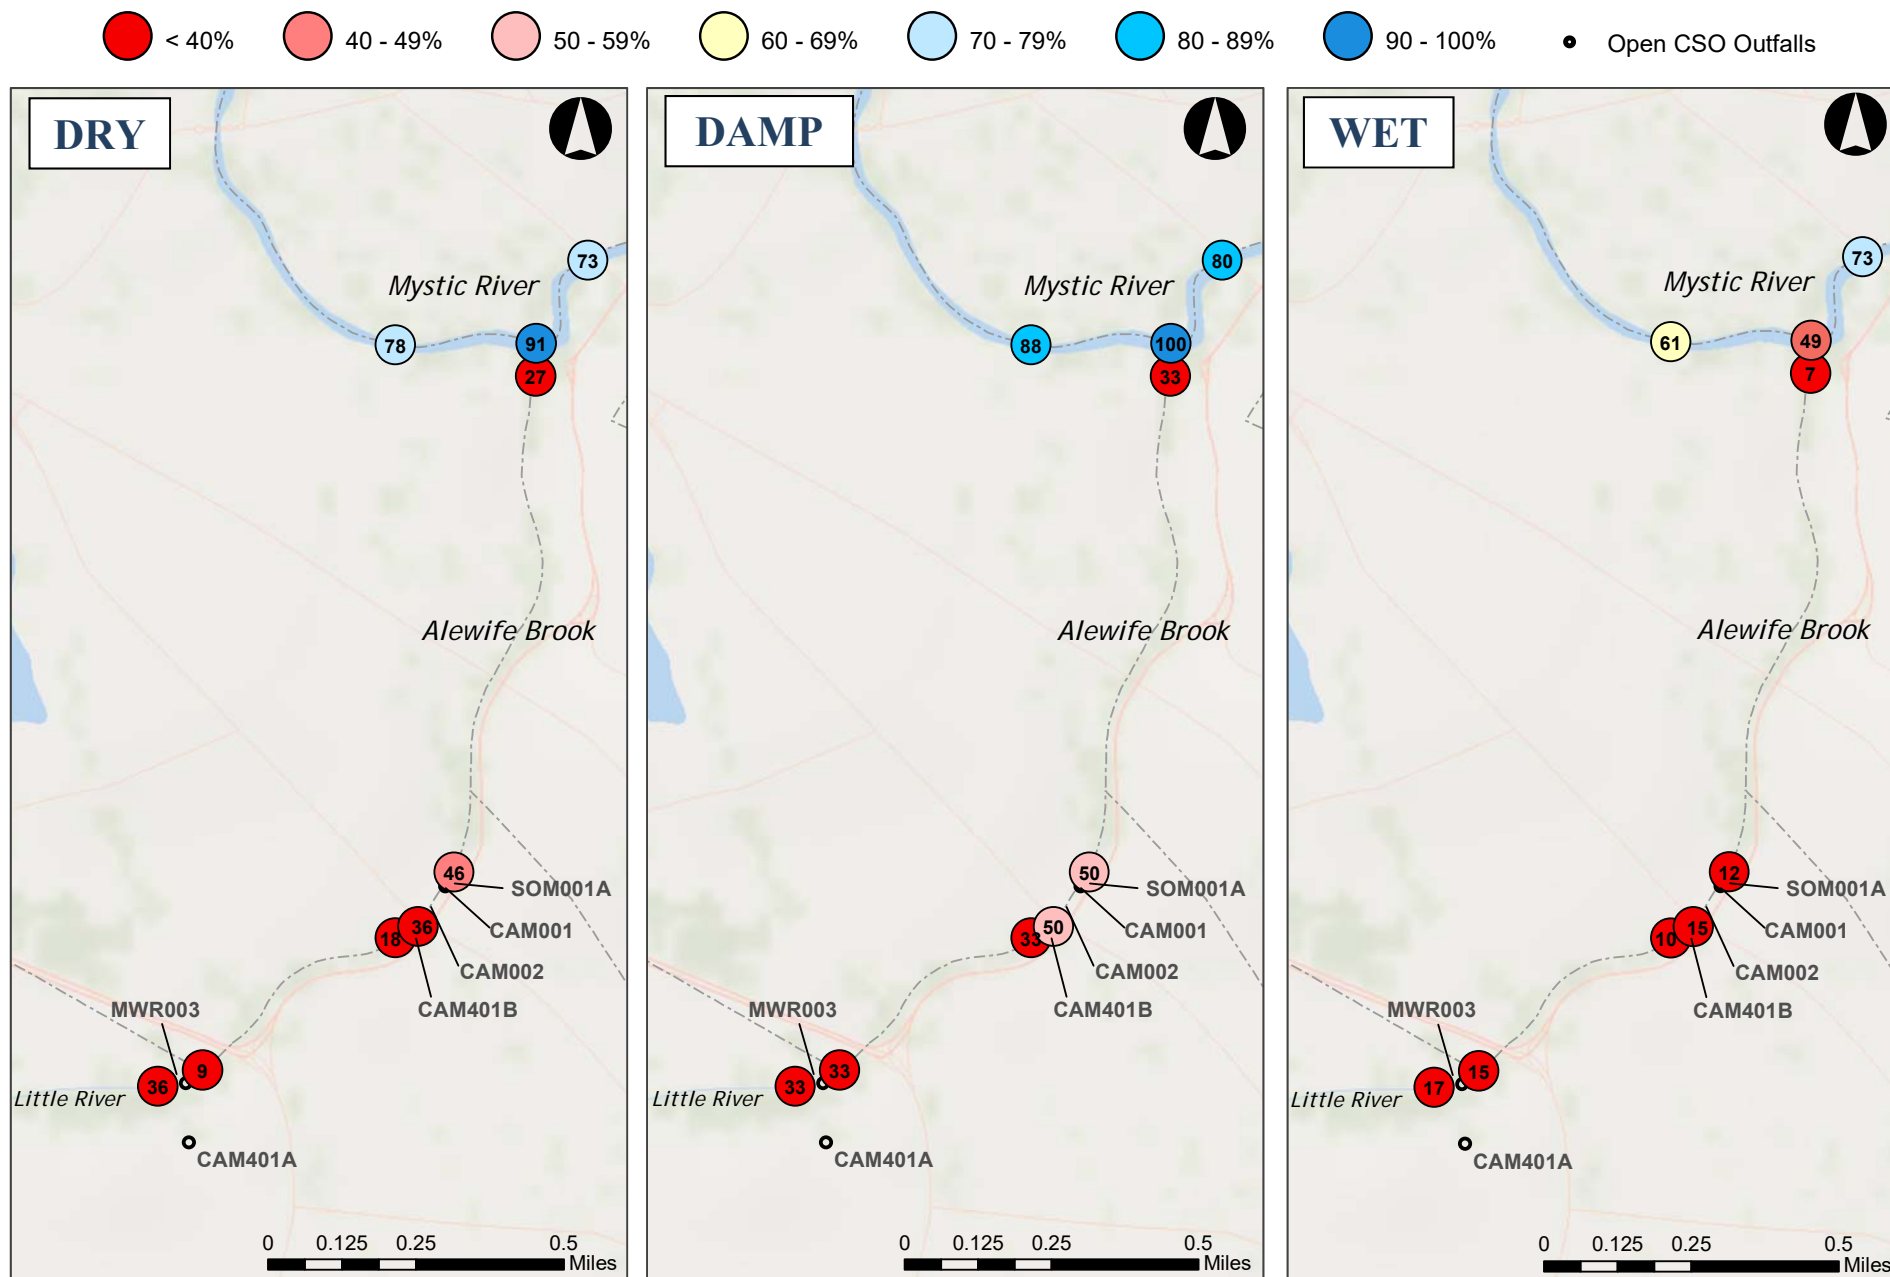 < 40%
40 - 49%
50 - 59%
60 - 69%
70 - 79%
80 - 89%
90 - 100%
Open CSO Outfalls
DRY
73
Mystic River
78
91
27
Alewife Brook
46
SOM001A
36
18
CAM001
CAM002
MWR003
CAM401B
9
36
Little River
CAM401A
0 0.125 0.25 0.5
Miles
DAMP
80
Mystic River
88
100
33
Alewife Brook
50
SOM001A
50
33
CAM001
CAM002
MWR003
CAM401B
33
33
Little River
CAM401A
0 0.125 0.25 0.5
Miles
WET
73
Mystic River
61
49
7
Alewife Brook
12
SOM001A
15
10
CAM001
CAM002
MWR003
CAM401B
15
17
Little River
CAM401A
0 0.125 0.25 0.5
Miles